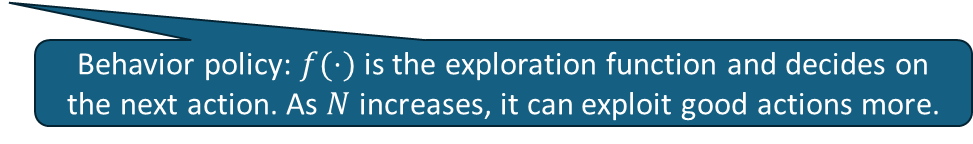 Behavior policy: f(·) is the exploration function and decides on
the next action. As N increases, it can exploit good actions more.